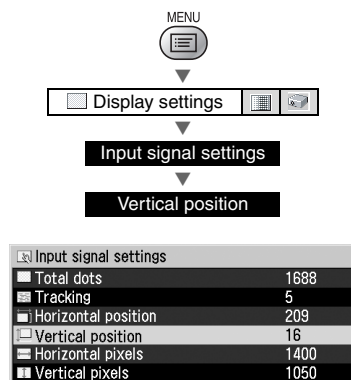 MENU
Display settings
Input signal settings
Vertical position
Input signal settings
Total dots 1688
Tracking 5
Horizontal position 209
Vertical position 16
Horizontal pixels 1400
Vertical pixels 1050